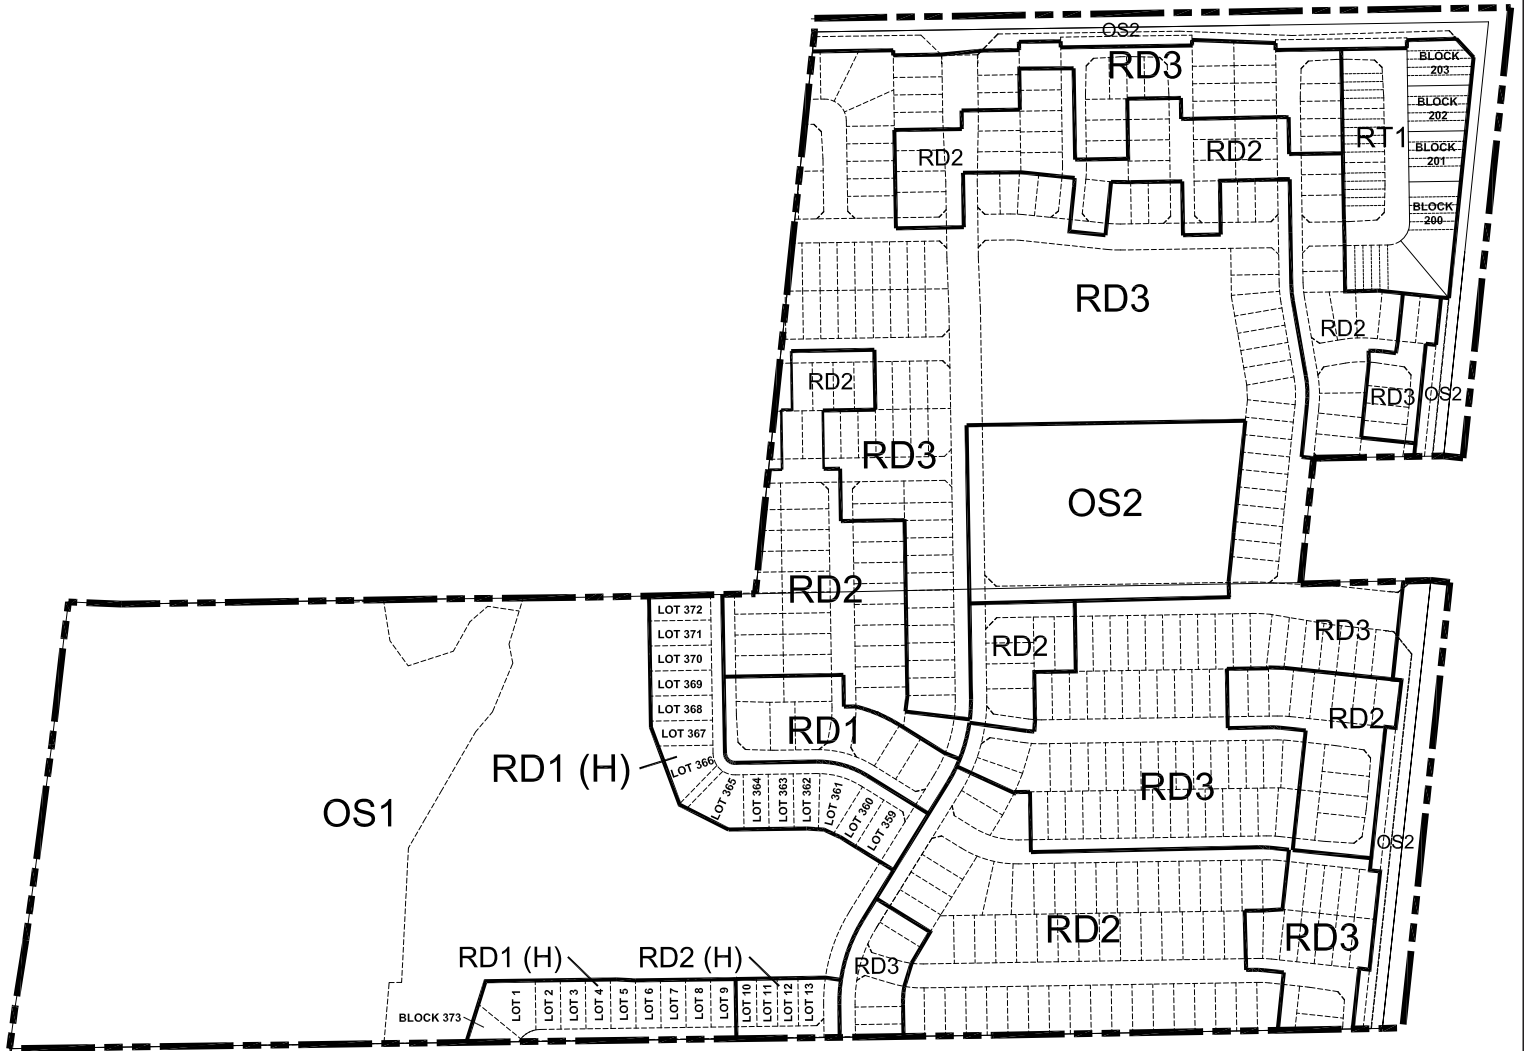 OS2
RD3
BLOCK
203
BLOCK
202
RT1
BLOCK
201
RD2
RD2
BLOCK
200
RD3
RD2
RD2
RD3
OS2
RD3
OS2
RD2
LOT 372
LOT 371
LOT 370
LOT 369
LOT 368
LOT 367
LOT 366
LOT 365
LOT 364
LOT 363
LOT 362
LOT 361
LOT 360
LOT 359
RD2
RD3
RD1
RD2
RD1 (H)
RD3
OS1
OS2
RD2
RD3
RD1 (H)
RD2 (H)
RD3
LOT 1
LOT 2
LOT 3
LOT 4
LOT 5
LOT 6
LOT 7
LOT 8
LOT 9
LOT 10
LOT 11
LOT 12
LOT 13
BLOCK 373